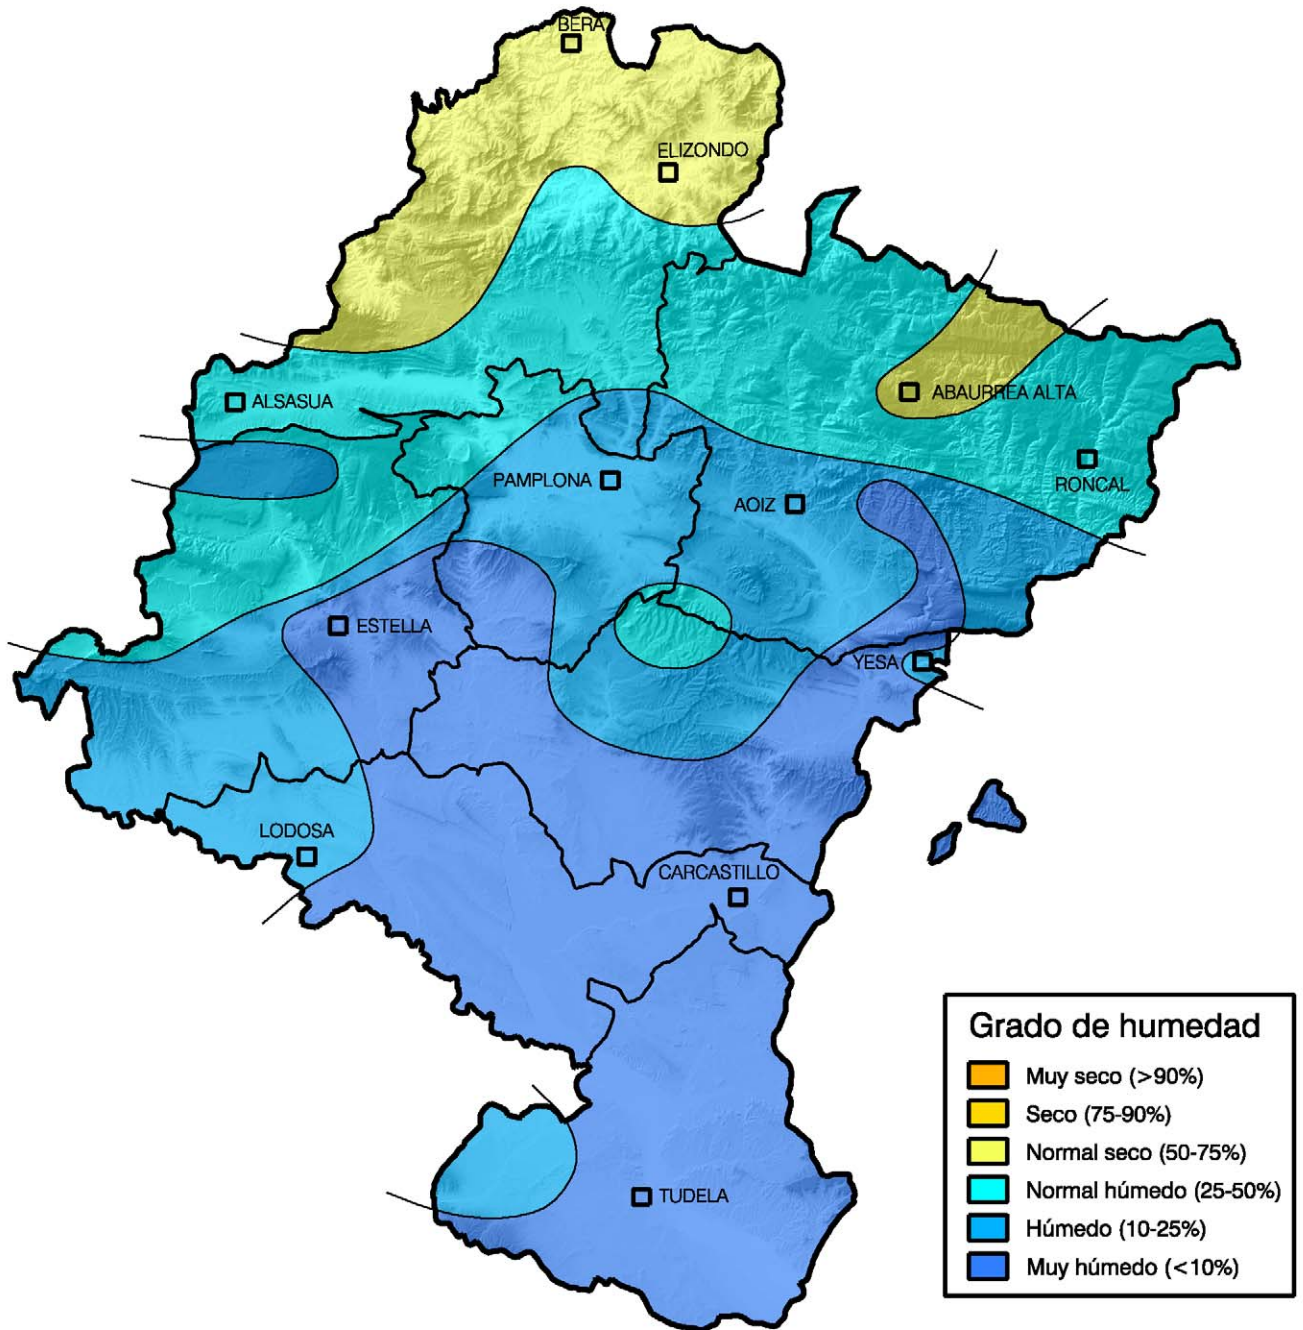 BERA
ELIZONDO
ABAURREA ALTA
ALSASUA
RONCAL
PAMPLONA
AOIZ
ESTELLA
YESA
LODOSA
CARCASTILLO
TUDELA
Grado de humedad
Muy seco (>90%)
Seco (75-90%)
Normal seco (50-75%)
Normal húmedo (25-50%)
Húmedo (10-25%)
Muy húmedo (<10%)